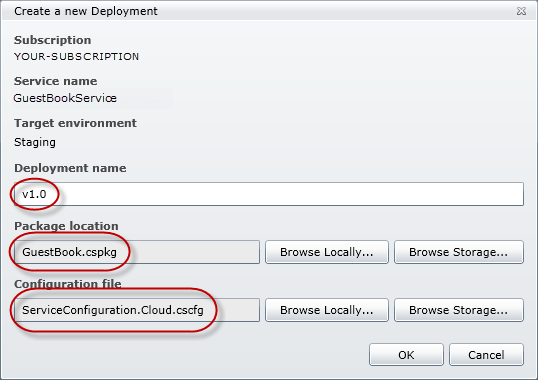 Create a new Deployment
Subscription
YOUR-SUBSCRIPTION
Service name
GuestBookService
Target environment
Staging
Deployment name
v1.0
Package location
GuestBook.cspkg Browse Locally... Browse Storage...
Configuration file
ServiceConfiguration.Cloud.cscfg Browse Locally... Browse Storage...
OK Cancel